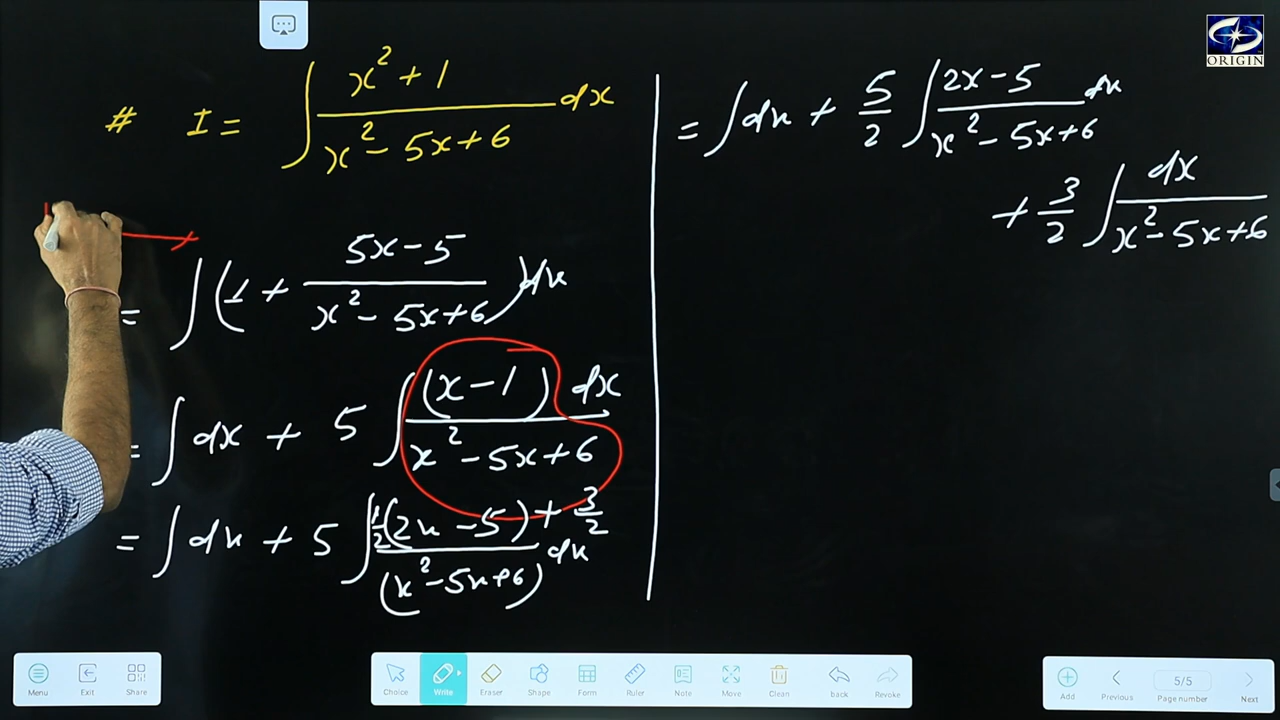 # I = ∫ (x² + 1)/(x² - 5x + 6) dx
= ∫ (1 + (5x - 5)/(x² - 5x + 6)) dx
= ∫ dx + 5 ∫ (x - 1) dx/(x² - 5x + 6)
= ∫ dx + 5 ∫ (1/2 (2x - 5) + 3/2)/(x² - 5x + 6) dx
= ∫ dx + 5/2 ∫ (2x - 5)/(x² - 5x + 6) dx
+ 3/2 ∫ dx/(x² - 5x + 6)
ORIGIN
Menu Exit Share
Choice Write Eraser Shape Form Ruler Note Move Clean back Revoke
Add Previous 5/5 Page number Next